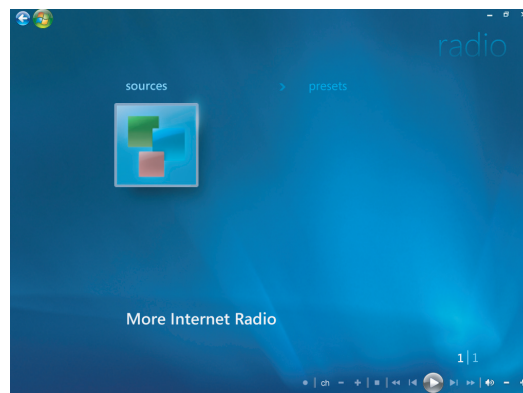 radio
sources > presets
More Internet Radio
1 | 1
ch